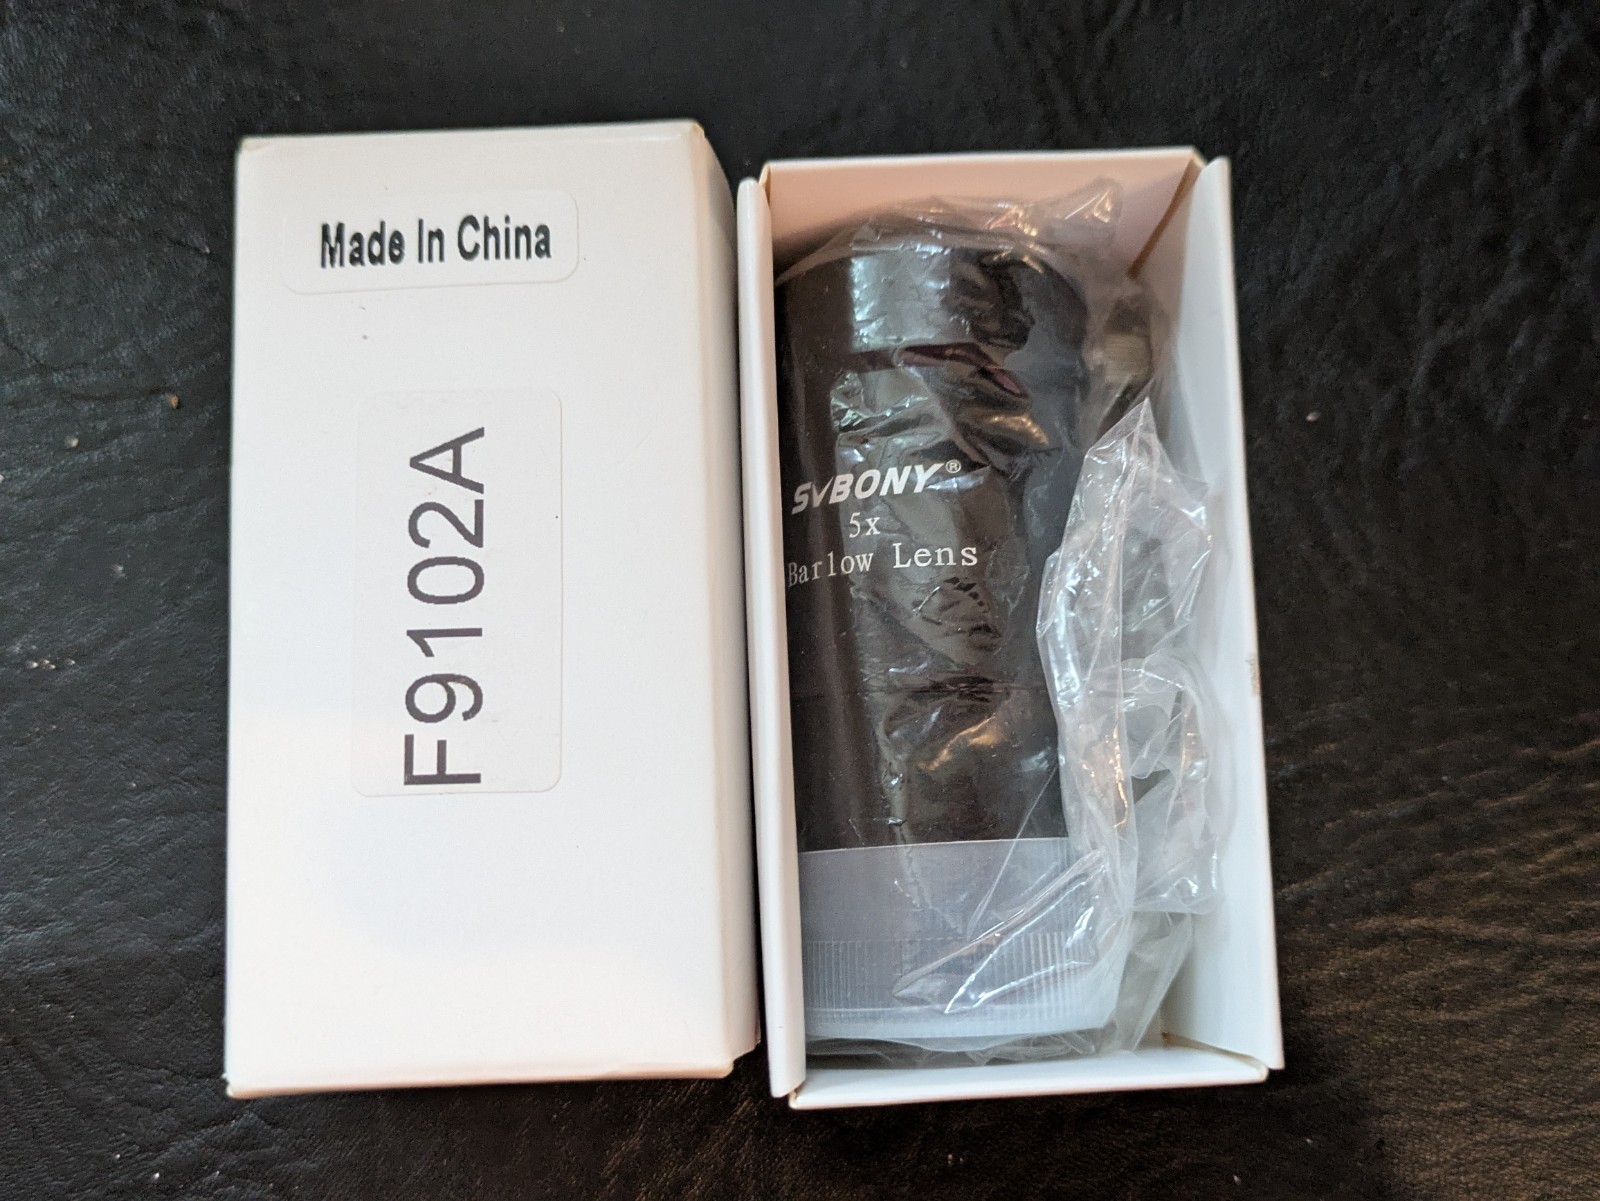 Made In China
F9102A
SVBONY®
5x
Barlow Lens